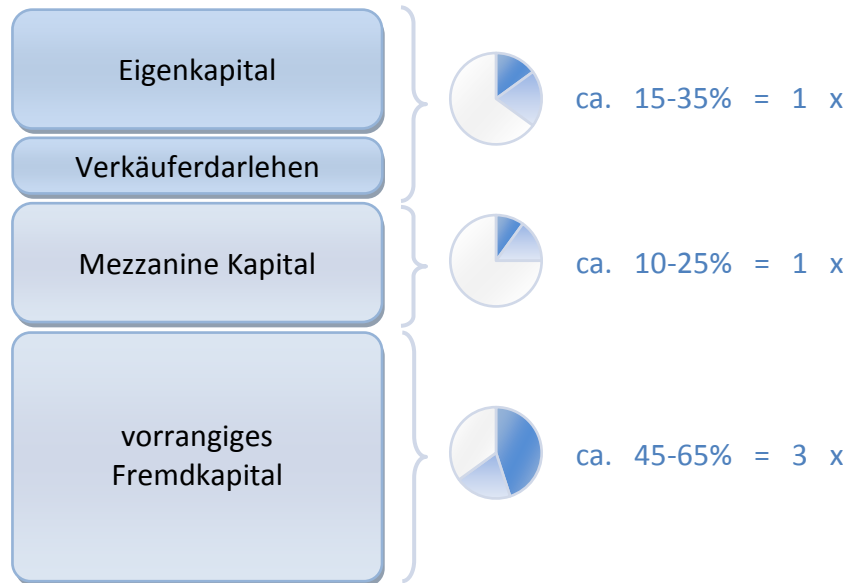 Eigenkapital
ca. 15-35% = 1 x
Verkäuferdarlehen
Mezzanine Kapital
ca. 10-25% = 1 x
vorrangiges
Fremdkapital
ca. 45-65% = 3 x